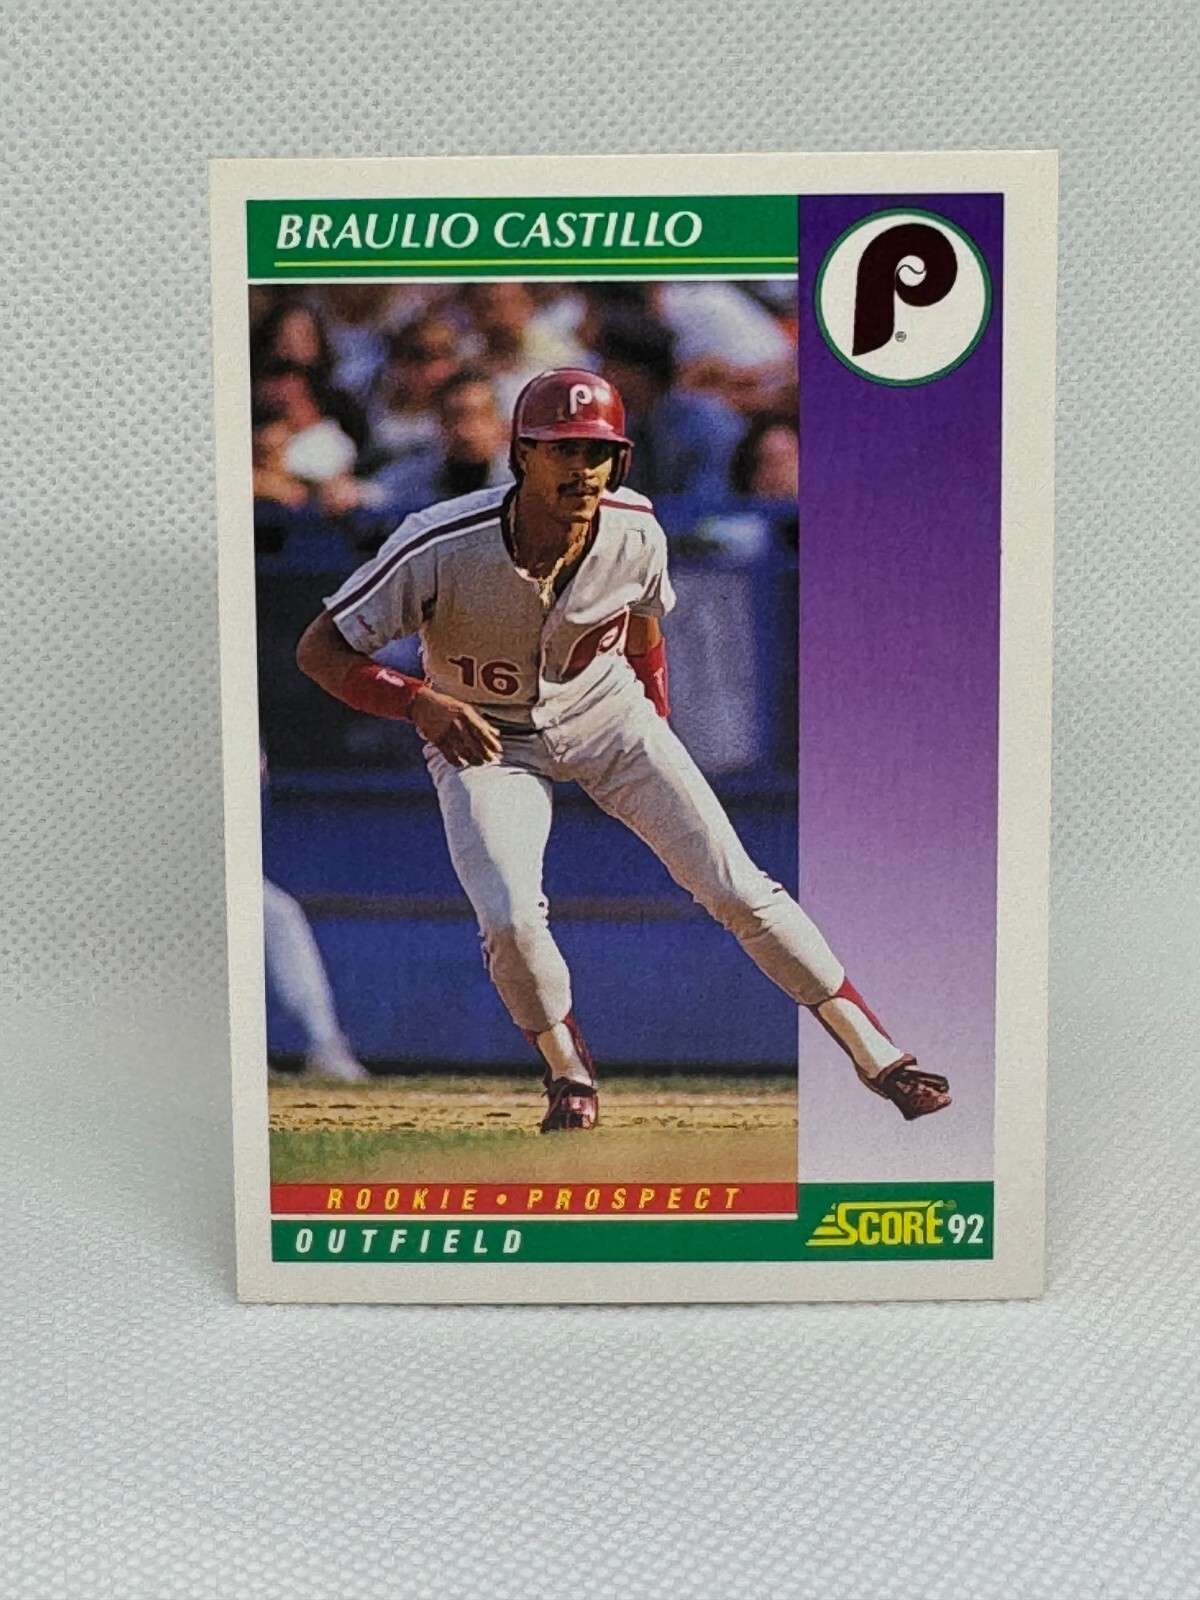 BRAULIO CASTILLO
P
®
P
16
P
ROOKIE • PROSPECT
OUTFIELD
SCORE® 92